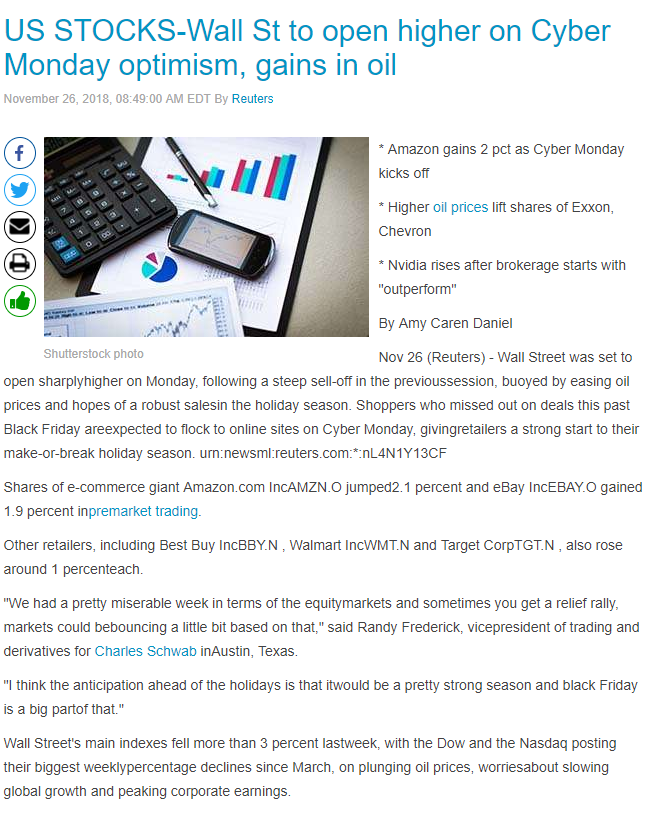 US STOCKS-Wall St to open higher on Cyber
Monday optimism, gains in oil
November 26, 2018, 08:49:00 AM EDT By Reuters
* Amazon gains 2 pct as Cyber Monday
kicks off
* Higher oil prices lift shares of Exxon,
Chevron
* Nvidia rises after brokerage starts with
"outperform"
By Amy Caren Daniel
Shutterstock photo
Nov 26 (Reuters) - Wall Street was set to
open sharplyhigher on Monday, following a steep sell-off in the previoussession, buoyed by easing oil
prices and hopes of a robust salesin the holiday season. Shoppers who missed out on deals this past
Black Friday areexpected to flock to online sites on Cyber Monday, givingretailers a strong start to their
make-or-break holiday season. urn:newsml:reuters.com:*:nL4N1Y13CF
Shares of e-commerce giant Amazon.com IncAMZN.O jumped2.1 percent and eBay IncEBAY.O gained
1.9 percent inpremarket trading.
Other retailers, including Best Buy IncBBY.N , Walmart IncWMT.N and Target CorpTGT.N , also rose
around 1 percenteach.
"We had a pretty miserable week in terms of the equitymarkets and sometimes you get a relief rally,
markets could bebouncing a little bit based on that," said Randy Frederick, vicepresident of trading and
derivatives for Charles Schwab inAustin, Texas.
"I think the anticipation ahead of the holidays is that itwould be a pretty strong season and black Friday
is a big partof that."
Wall Street's main indexes fell more than 3 percent lastweek, with the Dow and the Nasdaq posting
their biggest weeklypercentage declines since March, on plunging oil prices, worriesabout slowing
global growth and peaking corporate earnings.